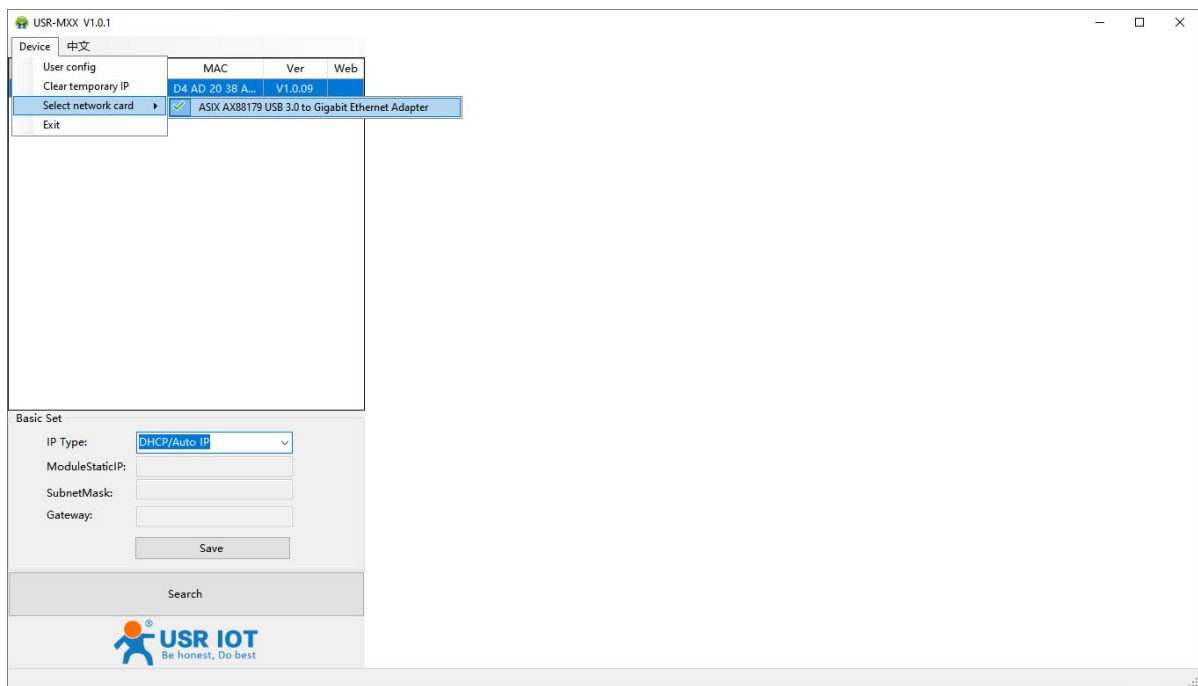 USR-MXX V1.0.1
Device 中文
User config
Clear temporary IP
Select network card
Exit
MAC Ver Web
D4 AD 20 38 A... V1.0.09
ASIX AX88179 USB 3.0 to Gigabit Ethernet Adapter
Basic Set
IP Type: DHCP/Auto IP
ModuleStaticIP:
SubnetMask:
Gateway:
Save
Search
USR IOT ®
Be honest, Do best